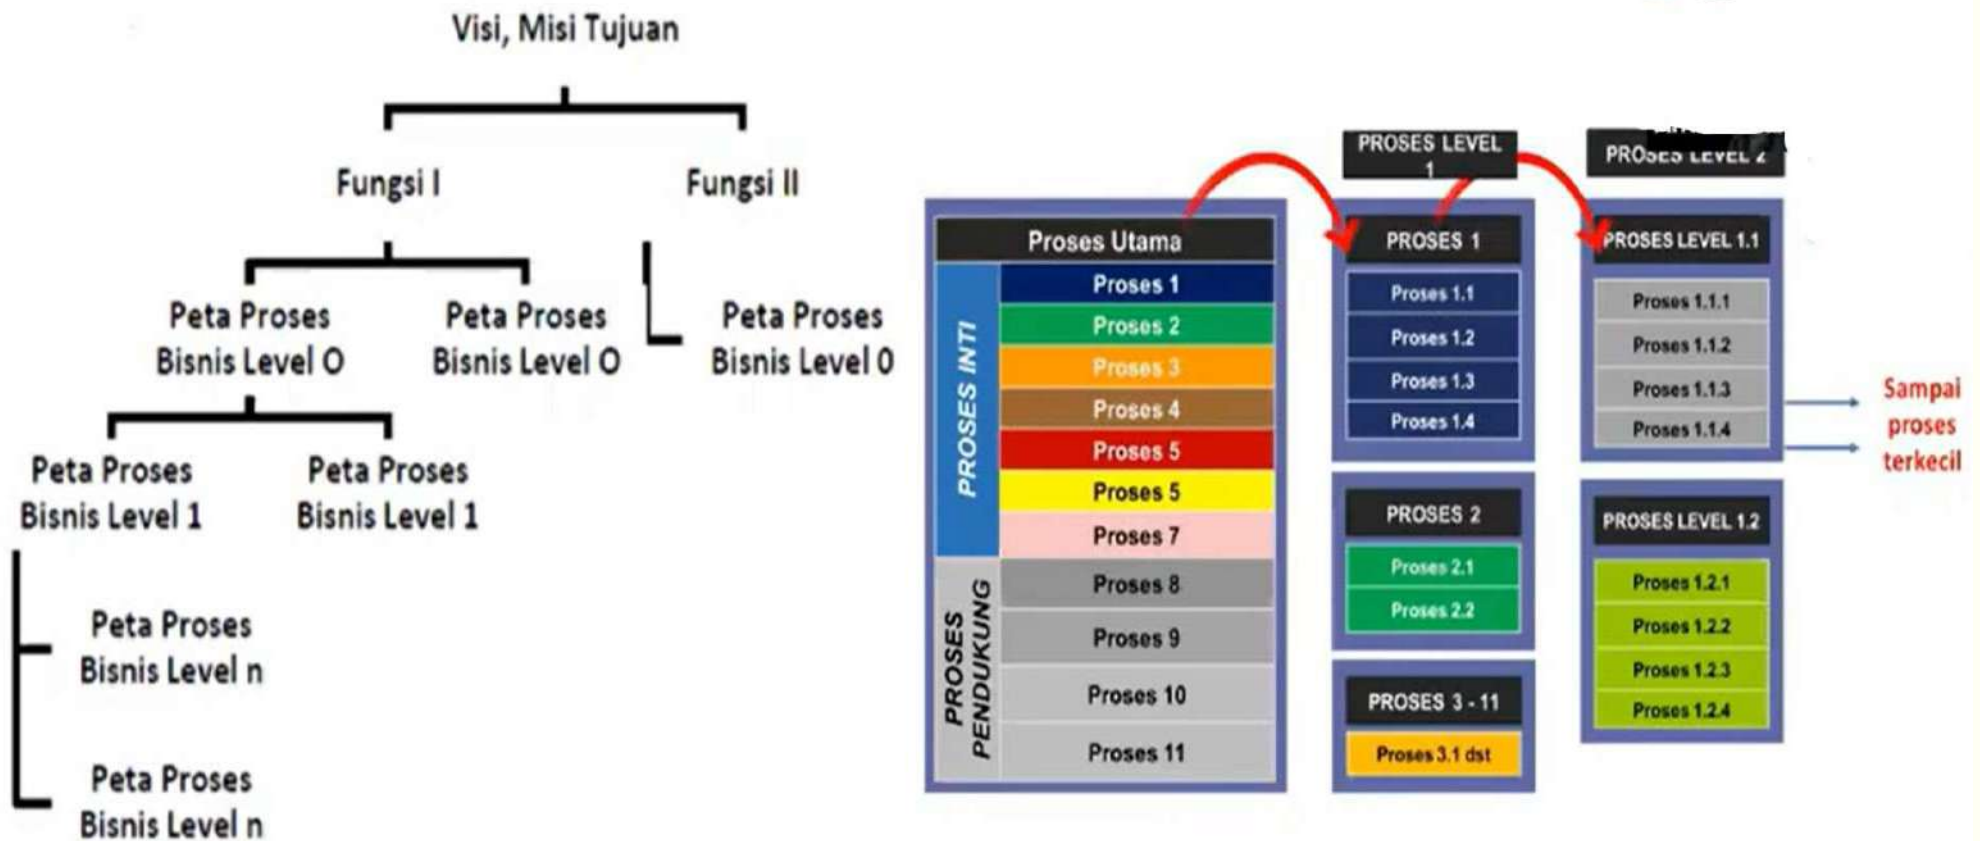 Visi, Misi Tujuan
Fungsi I
Fungsi II
Peta Proses
Bisnis Level O
Peta Proses
Bisnis Level O
Peta Proses
Bisnis Level 0
Peta Proses
Bisnis Level 1
Peta Proses
Bisnis Level 1
Peta Proses
Bisnis Level n
Peta Proses
Bisnis Level n
Proses Utama
PROSES INTI
Proses 1
Proses 2
Proses 3
Proses 4
Proses 5
Proses 5
Proses 7
PROSES
PENDUKUNG
Proses 8
Proses 9
Proses 10
Proses 11
PROSES LEVEL
1
PROSES 1
Proses 1.1
Proses 1.2
Proses 1.3
Proses 1.4
PROSES 2
Proses 2.1
Proses 2.2
PROSES 3 - 11
Proses 3.1 dst
PROSES LEVEL 2
PROSES LEVEL 1.1
Proses 1.1.1
Proses 1.1.2
Proses 1.1.3
Proses 1.1.4
PROSES LEVEL 1.2
Proses 1.2.1
Proses 1.2.2
Proses 1.2.3
Proses 1.2.4
Sampai
proses
terkecil